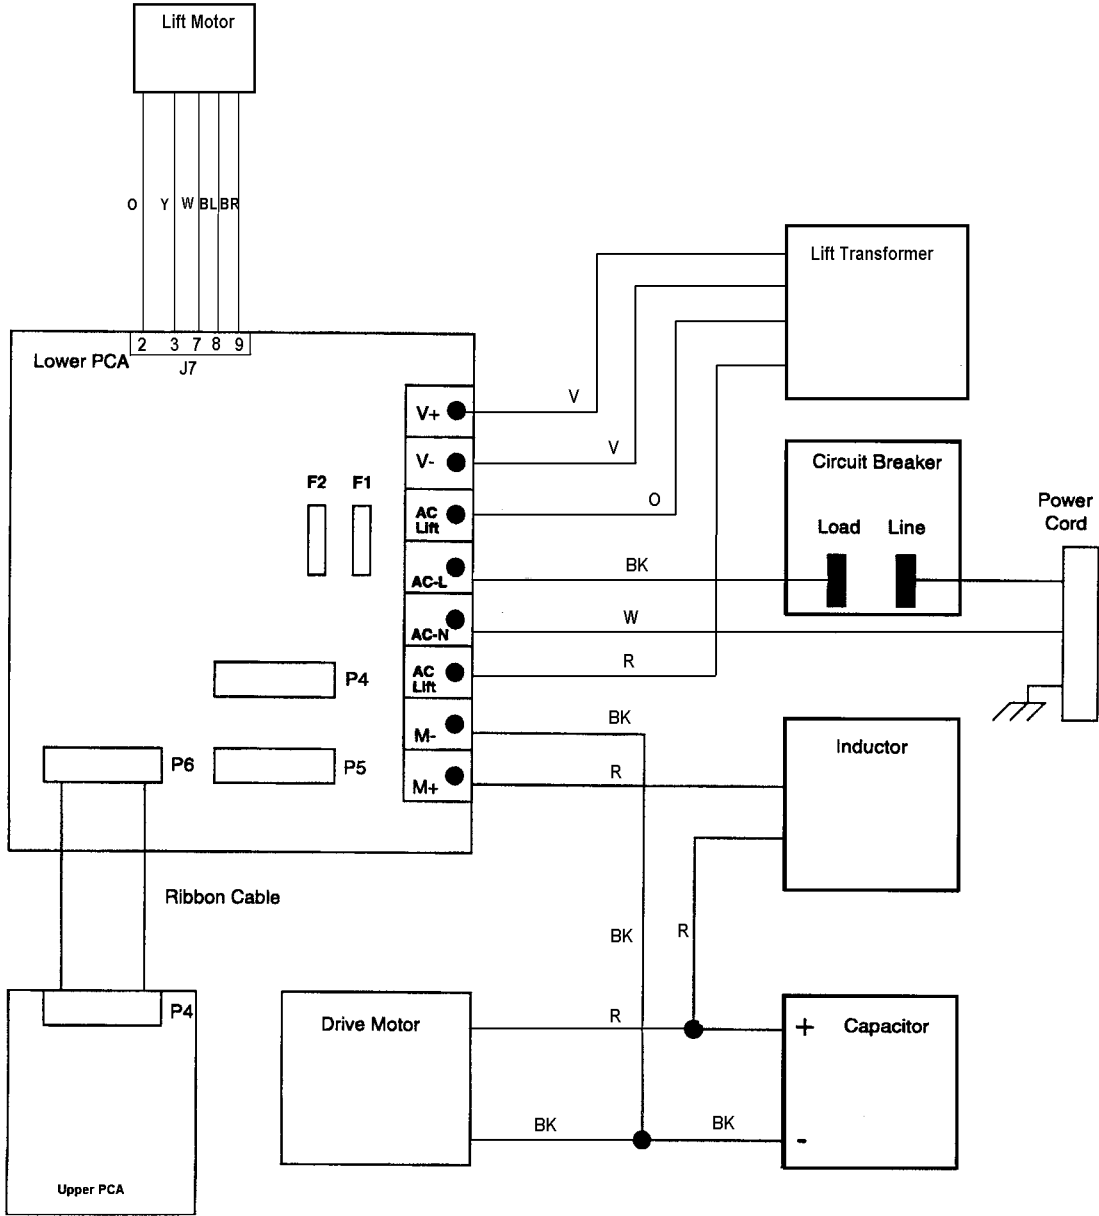 Lift Motor
O Y W BL BR
2 3 7 8 9
J7
Lower PCA
Lift Transformer
V+
V
V-
V
F2 F1
AC
Lift
O
Circuit Breaker
Load Line
Power
Cord
AC-L
BK
AC-N
W
AC
Lift
R
P4
M-
BK
P6
P5
M+
R
Inductor
Ribbon Cable
BK
R
P4
Drive Motor
R
+ Capacitor
BK
BK
-
Upper PCA